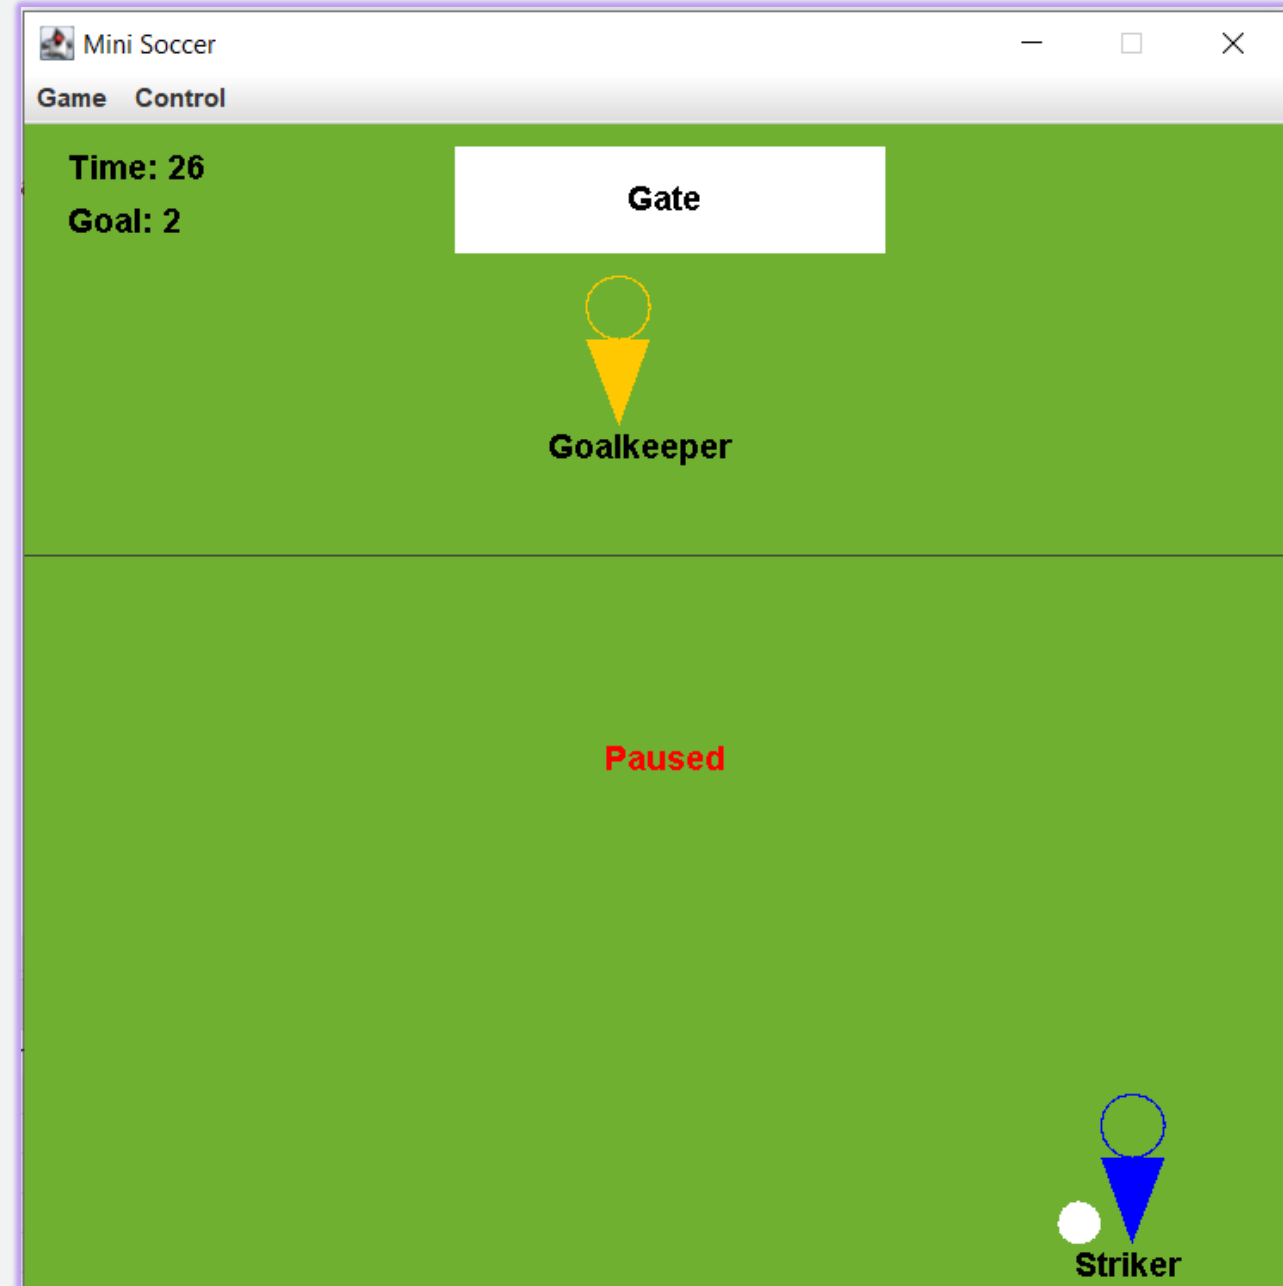 Mini Soccer
Game Control
Time: 26
Goal: 2
Gate
Goalkeeper
Paused
Striker